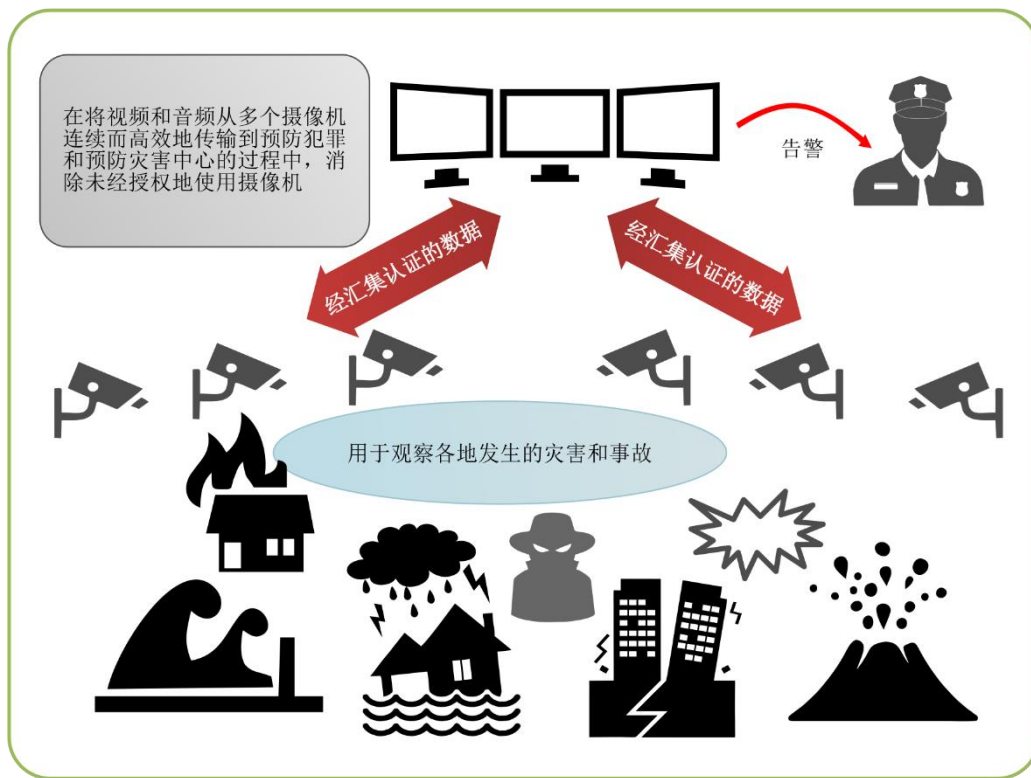 在将视频和音频从多个摄像机
连续而高效地传输到预防犯罪
和预防灾害中心的过程中，消
除未经授权地使用摄像机
告警
经汇集认证的数据
经汇集认证的数据
用于观察各地发生的灾害和事故